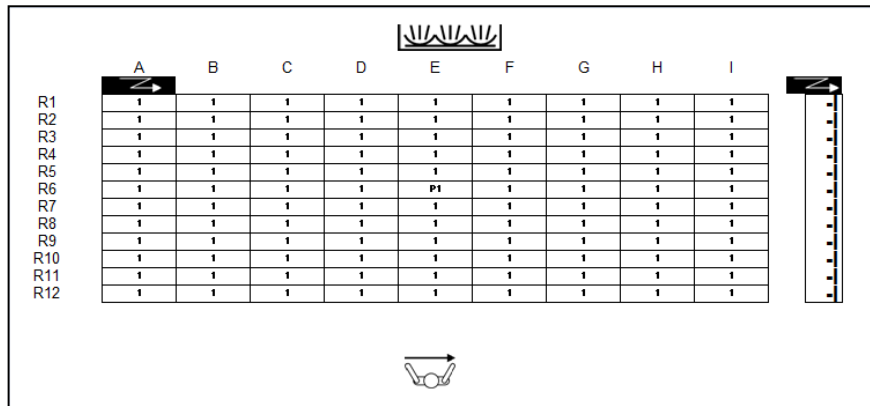 A B C D E F G H I
R1 1 1 1 1 1 1 1 1 1
R2 1 1 1 1 1 1 1 1 1
R3 1 1 1 1 1 1 1 1 1
R4 1 1 1 1 1 1 1 1 1
R5 1 1 1 1 1 1 1 1 1
R6 1 1 1 1 P1 1 1 1 1
R7 1 1 1 1 1 1 1 1 1
R8 1 1 1 1 1 1 1 1 1
R9 1 1 1 1 1 1 1 1 1
R10 1 1 1 1 1 1 1 1 1
R11 1 1 1 1 1 1 1 1 1
R12 1 1 1 1 1 1 1 1 1